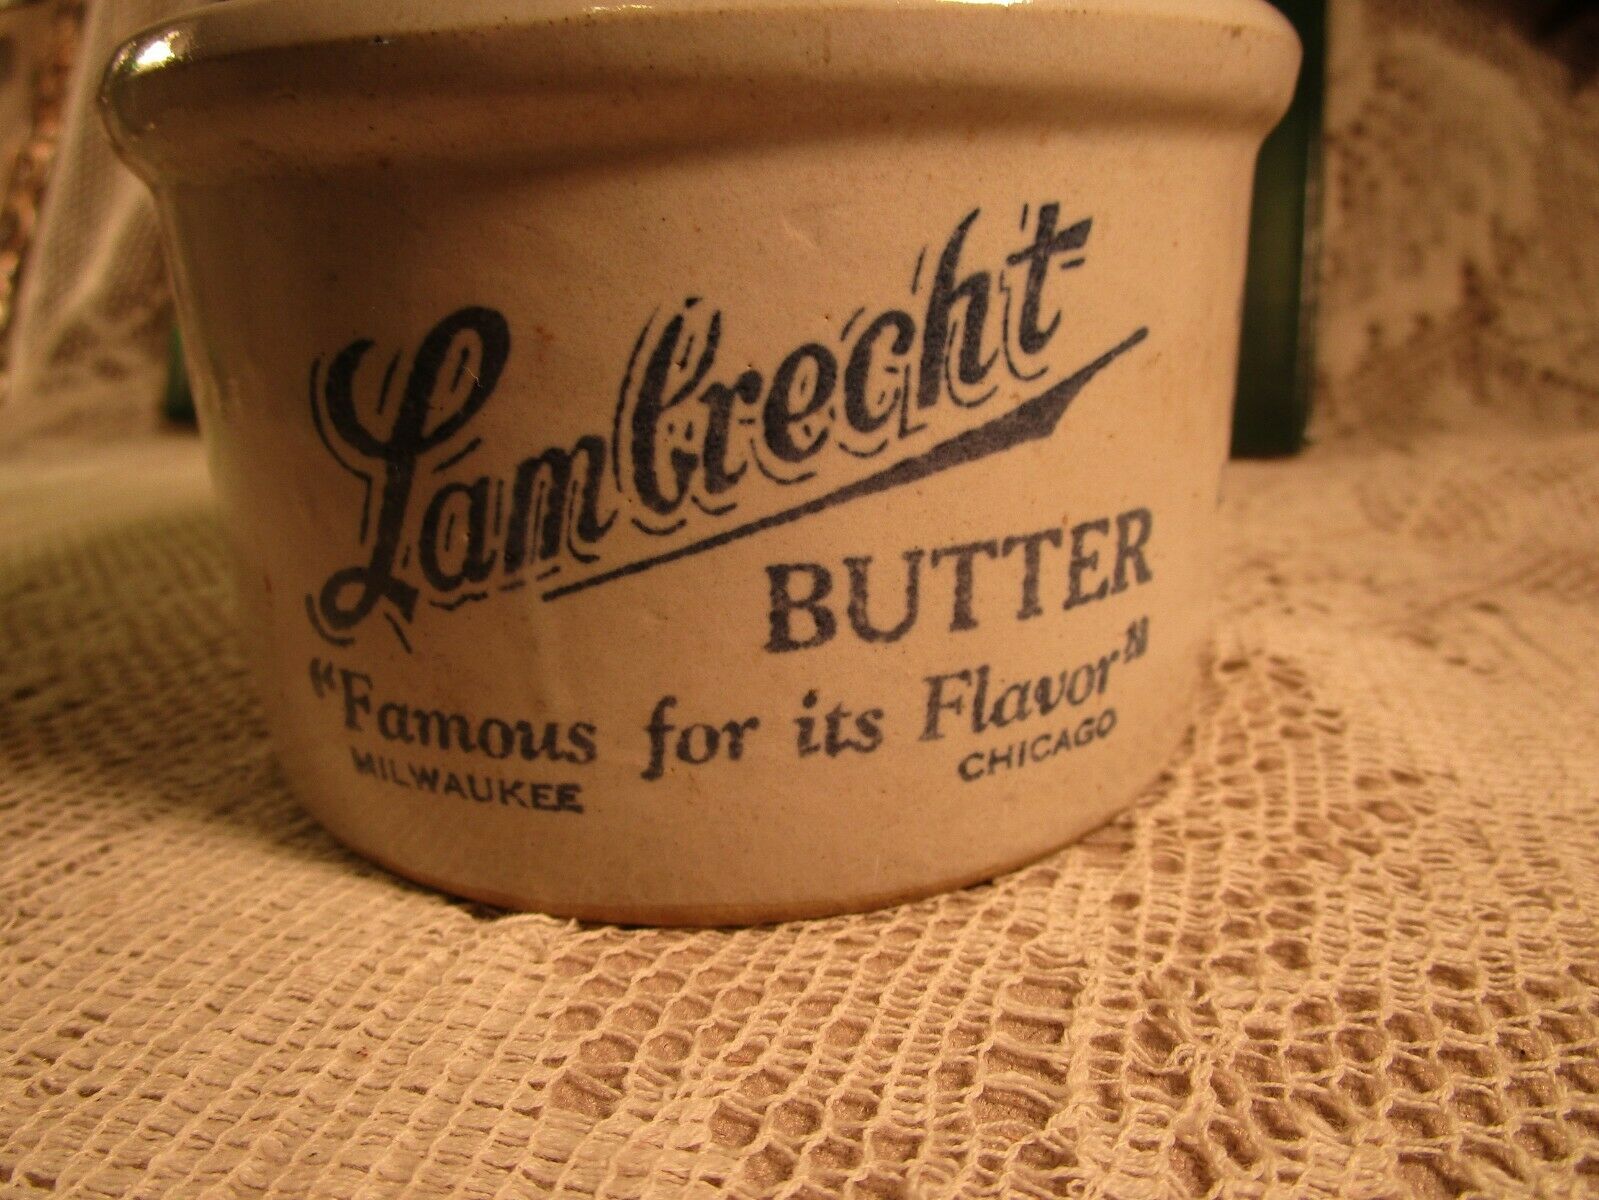 Lambrecht
BUTTER
"Famous for its Flavor"
MILWAUKEE CHICAGO